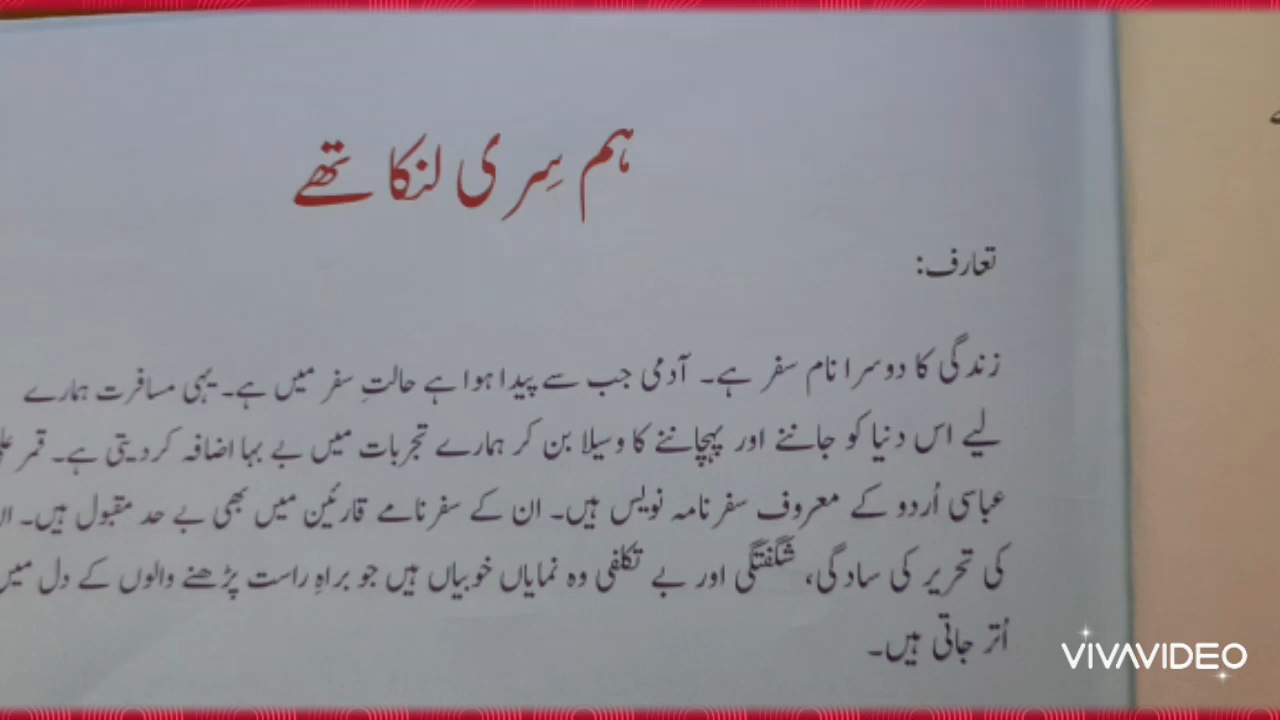 ہم سِری لنکا تھے
تعارف:
زندگی کا دوسرا نام سفر ہے۔ آدمی جب سے پیدا ہوا ہے حالتِ سفر میں ہے۔ یہی مسافرت ہمارے
لیے اس دنیا کو جاننے اور پہچاننے کا وسیلا بن کر ہمارے تجربات میں بے بہا اضافہ کر دیتی ہے۔ قمر علی
عباسی اُردو کے معروف سفرنامہ نویس ہیں۔ ان کے سفرنامے قارئین میں بھی بے حد مقبول ہیں۔
کی تحریر کی سادگی، شگفتگی اور بے تکلفی وہ نمایاں خوبیاں ہیں جو براہِ راست پڑھنے والوں کے دل میں
اُتر جاتی ہیں۔
VIVAVIDEO